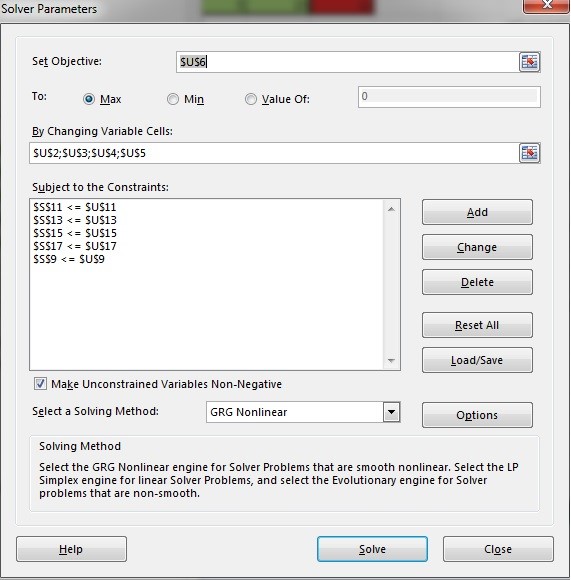 Solver Parameters
Set Objective:
$U$6
To:
Max
Min
Value Of:
0
By Changing Variable Cells:
$U$2;$U$3;$U$4;$U$5
Subject to the Constraints:
$S$11 <= $U$11
$S$13 <= $U$13
$S$15 <= $U$15
$S$17 <= $U$17
$S$9 <= $U$9
Add
Change
Delete
Reset All
Load/Save
Make Unconstrained Variables Non-Negative
Select a Solving Method:
GRG Nonlinear
Options
Solving Method
Select the GRG Nonlinear engine for Solver Problems that are smooth nonlinear. Select the LP
Simplex engine for linear Solver Problems, and select the Evolutionary engine for Solver
problems that are non-smooth.
Help
Solve
Close